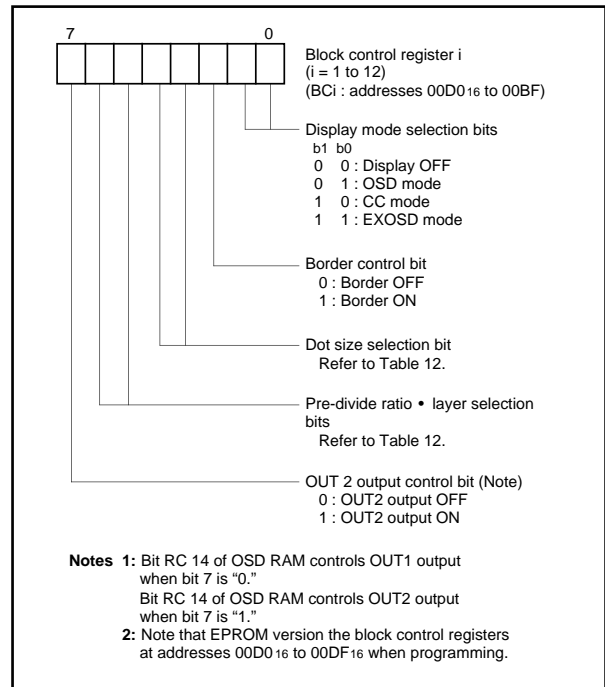 7 0
Block control register i
(i = 1 to 12)
(BCi : addresses 00D016 to 00BF)
Display mode selection bits
b1 b0
0 0 : Display OFF
0 1 : OSD mode
1 0 : CC mode
1 1 : EXOSD mode
Border control bit
0 : Border OFF
1 : Border ON
Dot size selection bit
Refer to Table 12.
Pre-divide ratio • layer selection
bits
Refer to Table 12.
OUT 2 output control bit (Note)
0 : OUT2 output OFF
1 : OUT2 output ON
Notes 1: Bit RC 14 of OSD RAM controls OUT1 output
when bit 7 is “0.”
Bit RC 14 of OSD RAM controls OUT2 output
when bit 7 is “1.”
2: Note that EPROM version the block control registers
at addresses 00D016 to 00DF16 when programming.